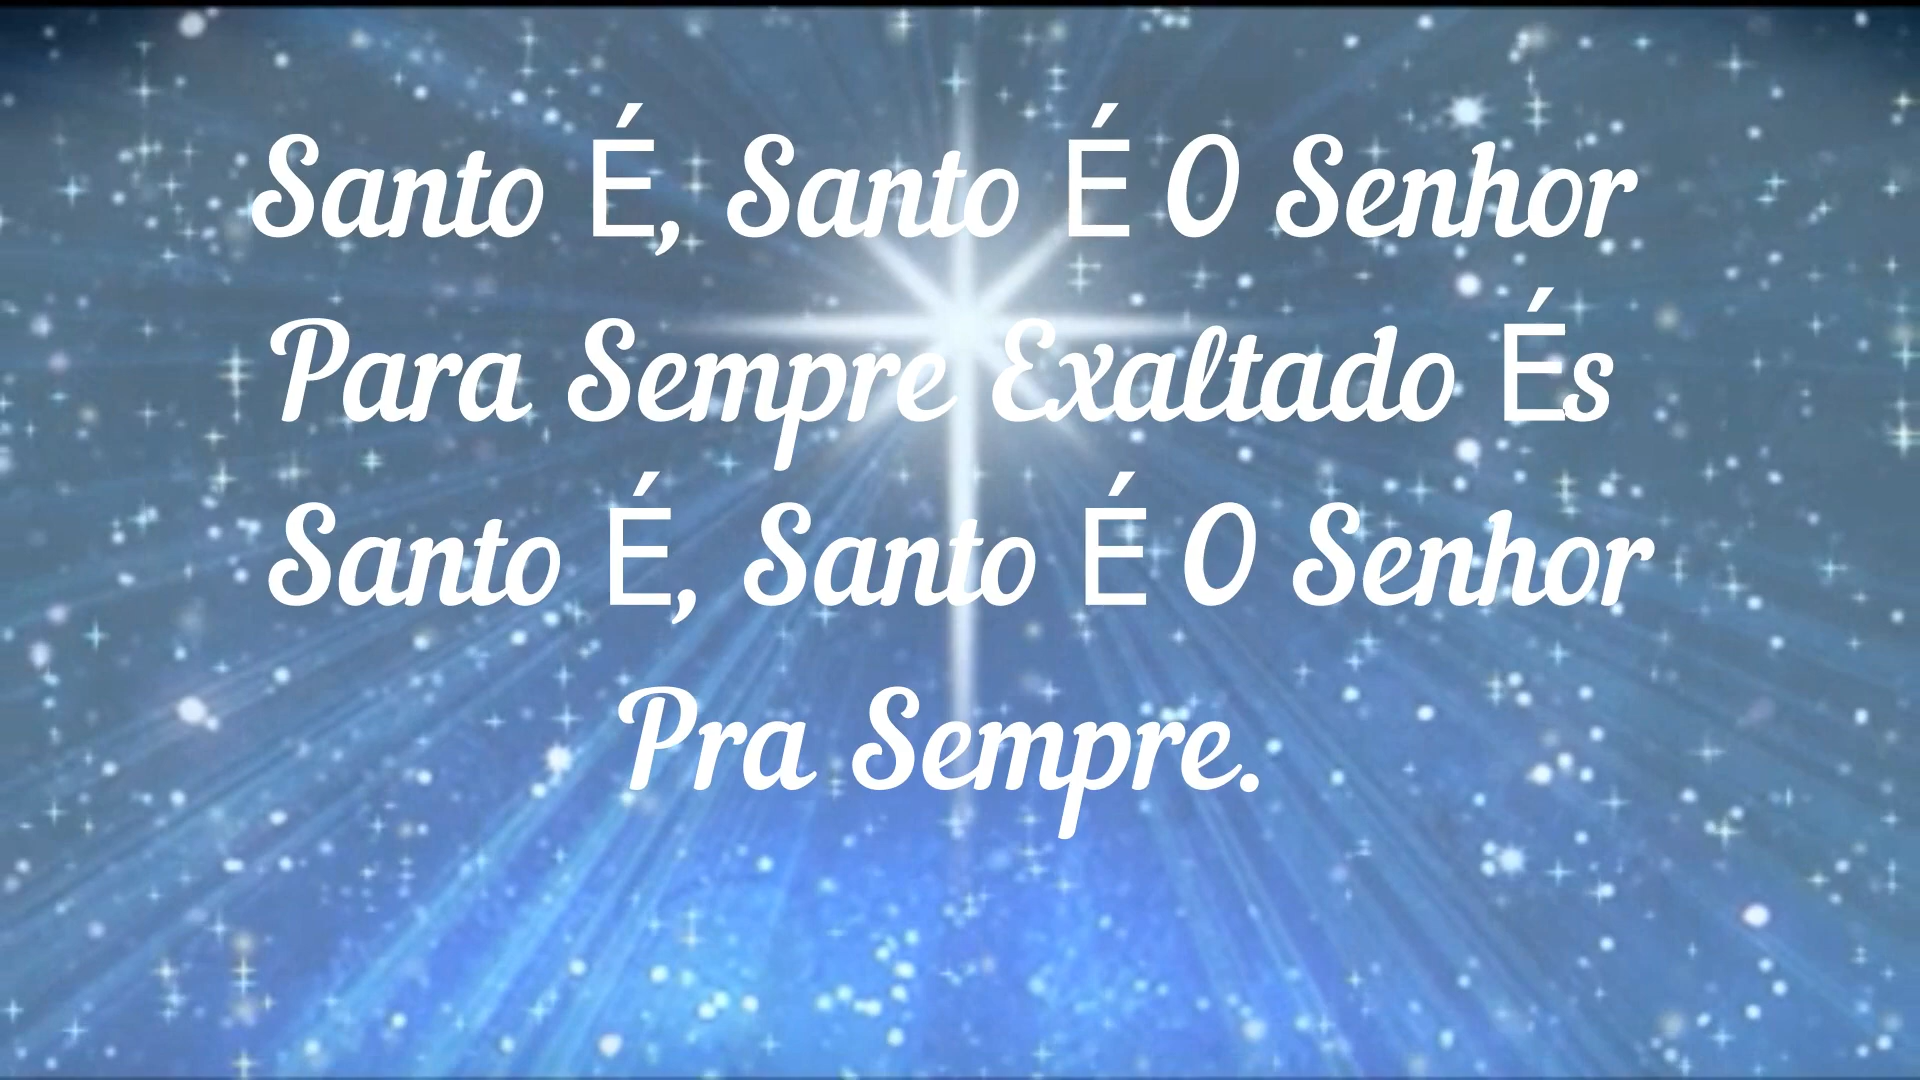 Santo É, Santo É O Senhor
Para Sempre Exaltado És
Santo É, Santo É O Senhor
Pra Sempre.